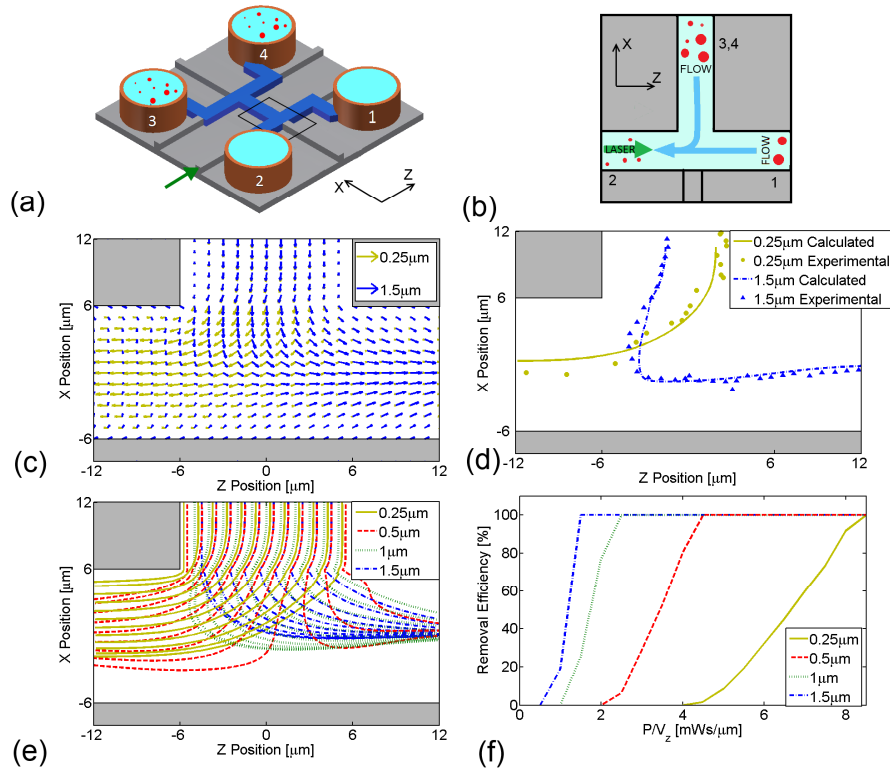 4
3
1
2
X
Z
(a)
X
Z
3,4
FLOW
LASER
FLOW
2
1
(b)
12
6
-6
X Position [μm]
-12
-6
0
6
12
Z Position [μm]
0.25μm
1.5μm
(c)
12
6
-6
X Position [μm]
-12
-6
6
12
Z Position [μm]
0.25μm Calculated
0.25μm Experimental
1.5μm Calculated
1.5μm Experimental
(d)
12
6
-6
X Position [μm]
-12
-6
0
6
12
Z Position [μm]
0.25μm
0.5μm
1μm
1.5μm
(e)
100
80
60
40
20
0
Removal Efficiency [%]
0
2
4
6
8
P/Vz [mWs/μm]
0.25μm
0.5μm
1μm
1.5μm
(f)